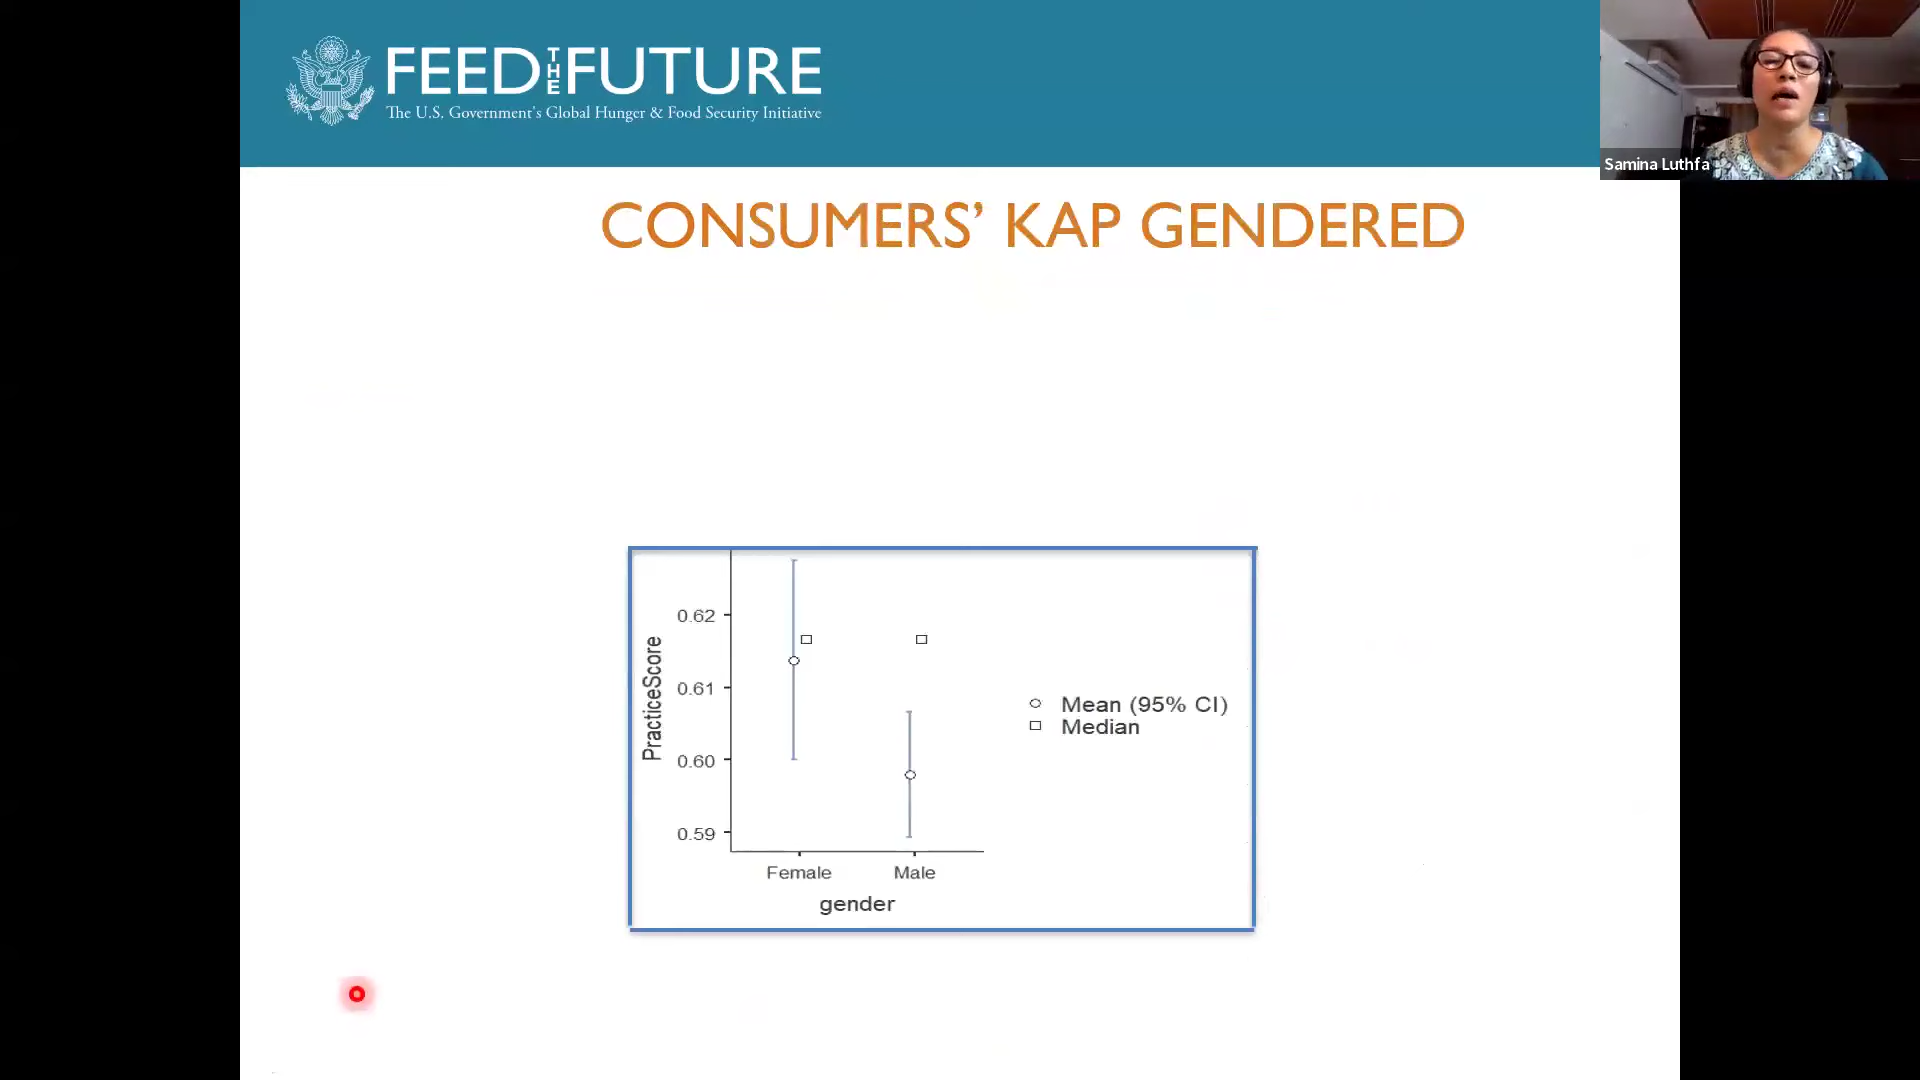 FEED THE FUTURE
The U.S. Government's Global Hunger & Food Security Initiative
Samina Luthfa
CONSUMERS’ KAP GENDERED
PracticeScore
0.62
0.61
0.60
0.59
Female Male
gender
Mean (95% CI)
Median